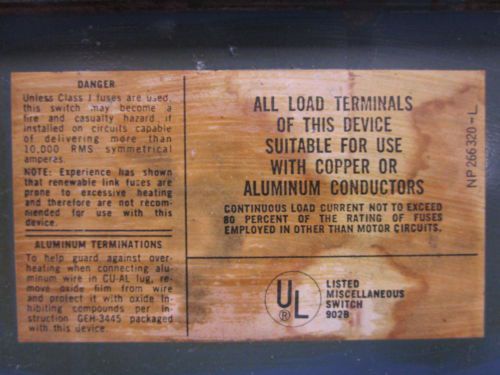 DANGER
Unless Class J fuses are used,
this switch may become a
fire and casualty hazard, if
installed on circuits capable
of delivering more than
10,000 RMS symmetrical
amperas.
NOTE: Experience has shown
that renewable link fuses are
prone to excessive heating
and therefore are not recom-
mended for use with this
device.
ALUMINUM TERMINATIONS
To help guard against over-
heating when connecting alu-
minum wire in CU-AL lug, re-
move oxide film from wire
and protect it with oxide in-
hibiting compounds per in-
struction GEH-3445 packaged
with this device.
ALL LOAD TERMINALS
OF THIS DEVICE
SUITABLE FOR USE
WITH COPPER OR
ALUMINUM CONDUCTORS
CONTINUOUS LOAD CURRENT NOT TO EXCEED
80 PERCENT OF THE RATING OF FUSES
EMPLOYED IN OTHER THAN MOTOR CIRCUITS.
UL
®
LISTED
MISCELLANEOUS
SWITCH
902B
NP 266320-L